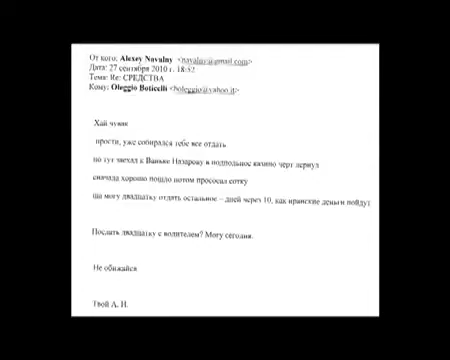 От кого: Alexey Navalny <navalny@gmail.com>
Дата: 27 сентября 2010 г. 18:52
Тема: Re: СРЕДСТВА
Кому: Oleggio Boticelli <boleggio@yahoo.it>
Хай чувак
прости, уже собирался тебе все отдать
но тут заехал к Ваньке Назарову в подпольное казино черт дернул
сначала хорошо пошло потом прососал сотку
ща могу двадцатку отдать остальное – дней через 10, как иранские деньги пойдут
Послать двадцатку с водителем? Могу сегодня.
Не обижайся
Твой А. Н.